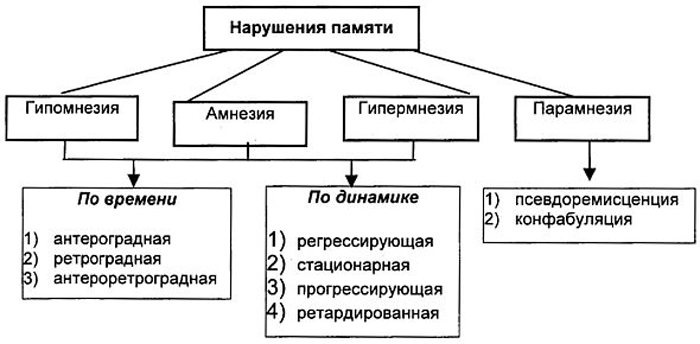 Нарушения памяти
Гипомнезия
Амнезия
Гипермнезия
Парамнезия
По времени
1) антероградная
2) ретроградная
3) антероретроградная
По динамике
1) регрессирующая
2) стационарная
3) прогрессирующая
4) ретардированная
1) псевдоремисценция
2) конфабуляция